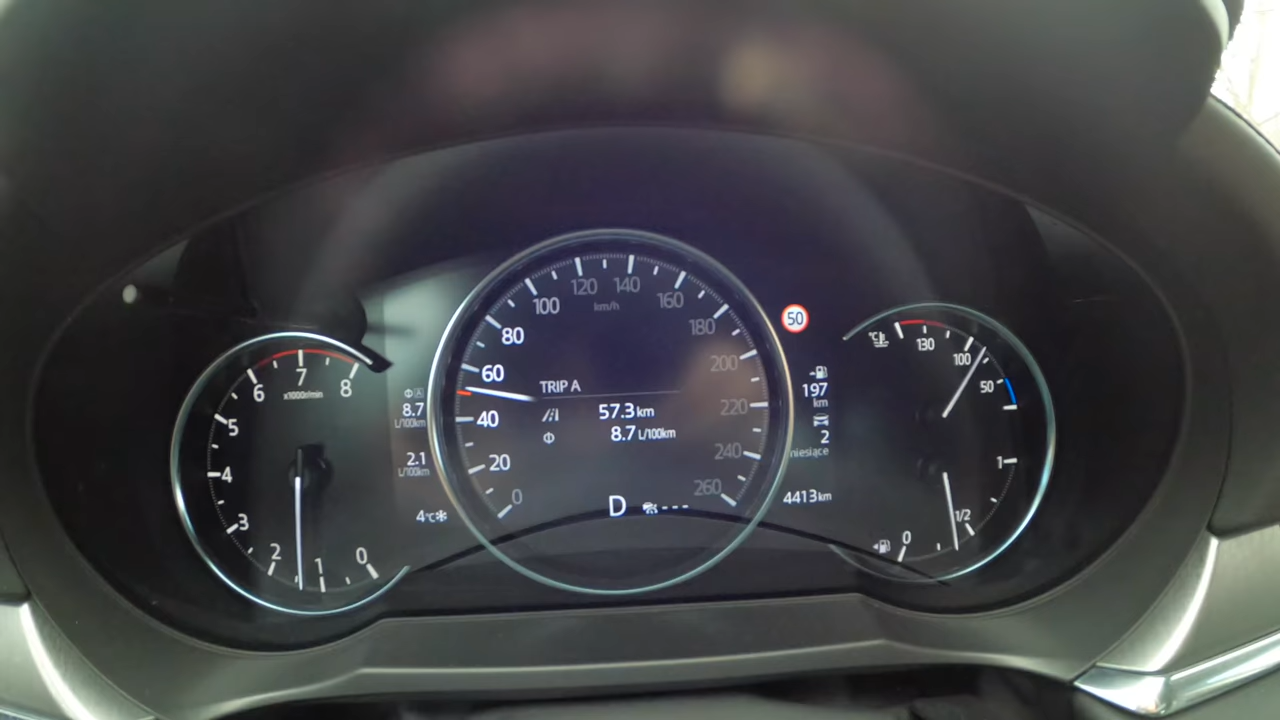 7
8
6
x1000r/min
5
4
3
2
1
0
8.7
L/100km
2.1
L/100km
4°C
120
140
100
160
km/h
80
180
60
200
TRIP A
57.3 km
40
220
8.7 L/100km
20
240
0
260
D ---
50
197
km
2
miesiące
4413 km
°C
130
100
50
1
1/2
0